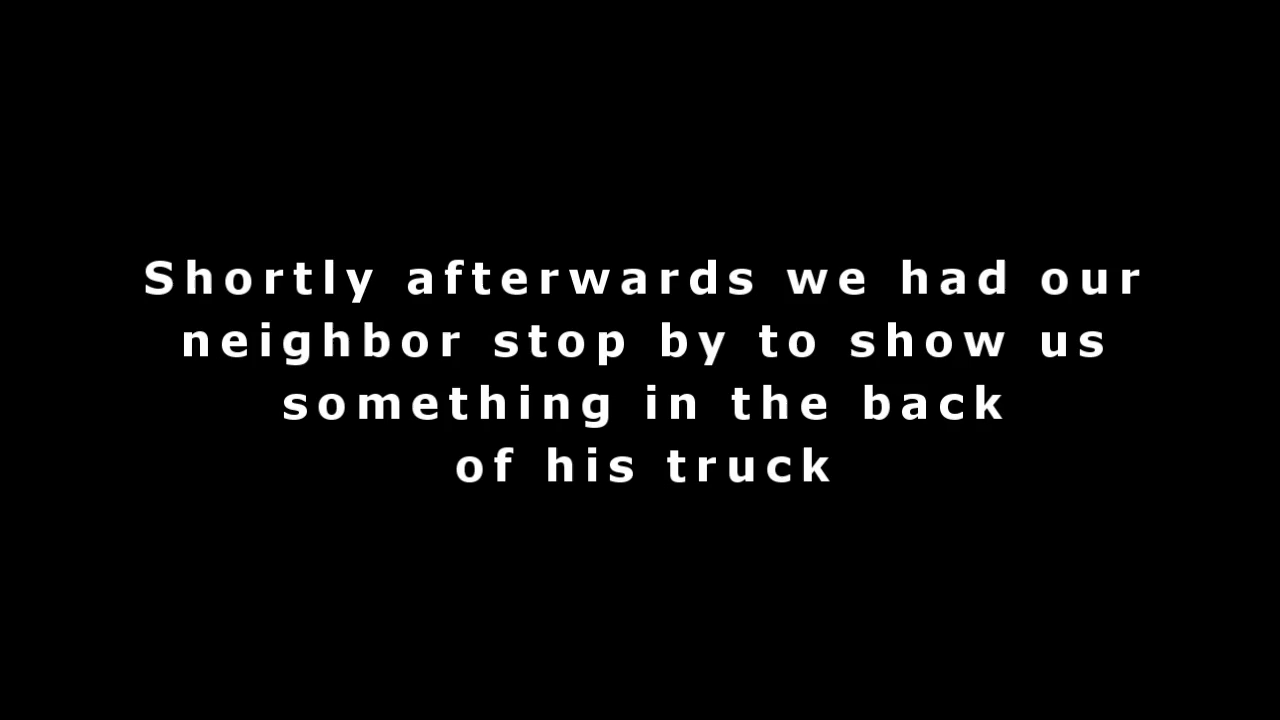 Shortly afterwards we had our
neighbor stop by to show us
something in the back
of his truck